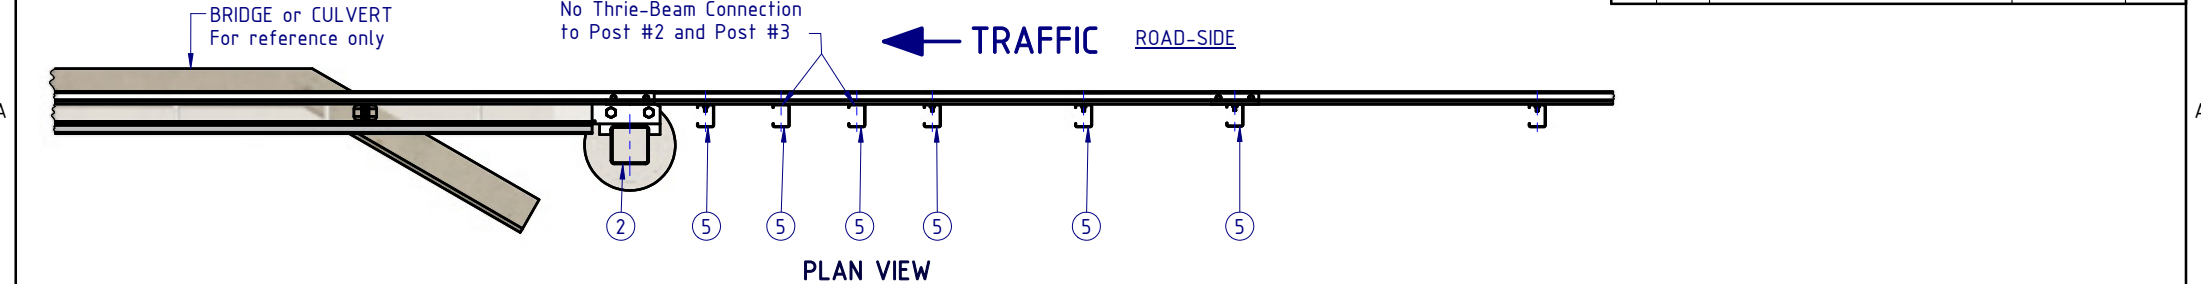 BRIDGE or CULVERT
For reference only
No Thrie-Beam Connection
to Post #2 and Post #3
TRAFFIC
ROAD-SIDE
A
A
2
5
5
5
5
5
5
PLAN VIEW